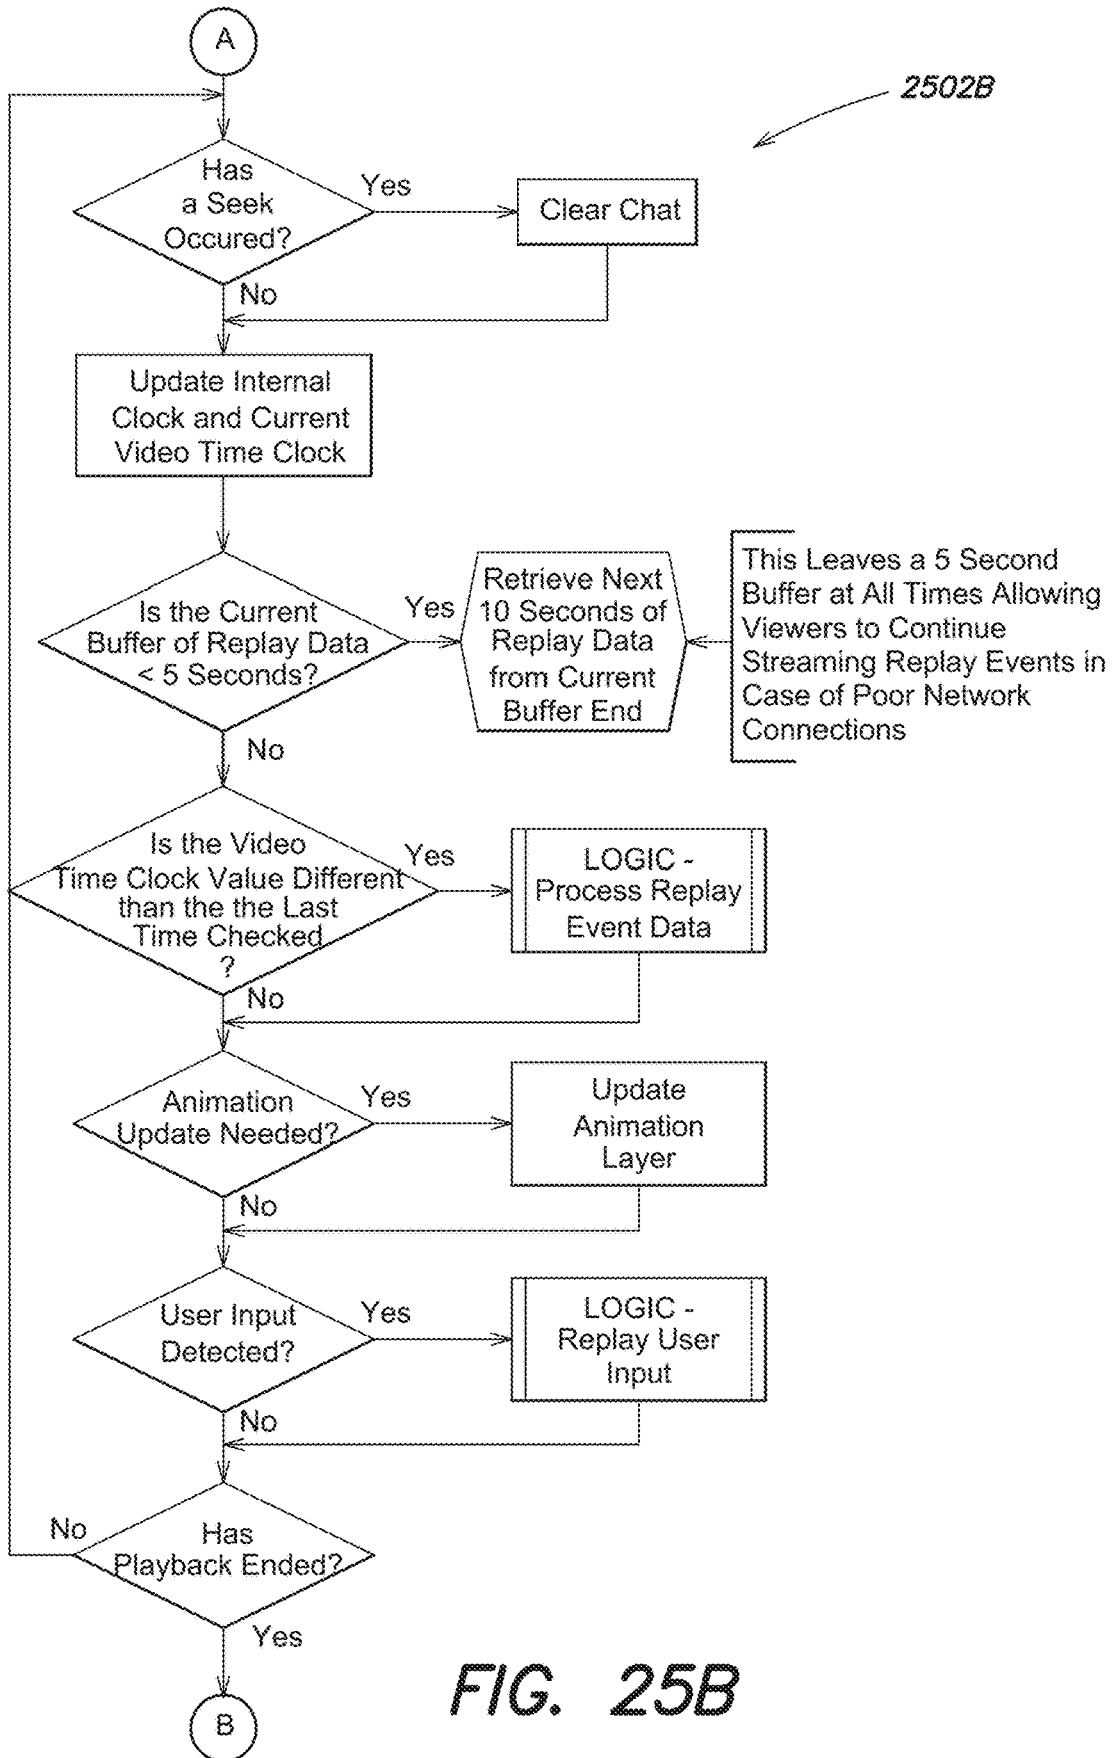 A
2502B
Has
a Seek
Occured?
Yes
Clear Chat
No
Update Internal
Clock and Current
Video Time Clock
Is the Current
Buffer of Replay Data
< 5 Seconds?
Yes
Retrieve Next
10 Seconds of
Replay Data
from Current
Buffer End
This Leaves a 5 Second
Buffer at All Times Allowing
Viewers to Continue
Streaming Replay Events in
Case of Poor Network
Connections
No
Is the Video
Time Clock Value Different
than the the Last
Time Checked
?
Yes
LOGIC -
Process Replay
Event Data
No
Animation
Update Needed?
Yes
Update
Animation
Layer
No
User Input
Detected?
Yes
LOGIC -
Replay User
Input
No
Has
Playback Ended?
No
Yes
B
FIG. 25B